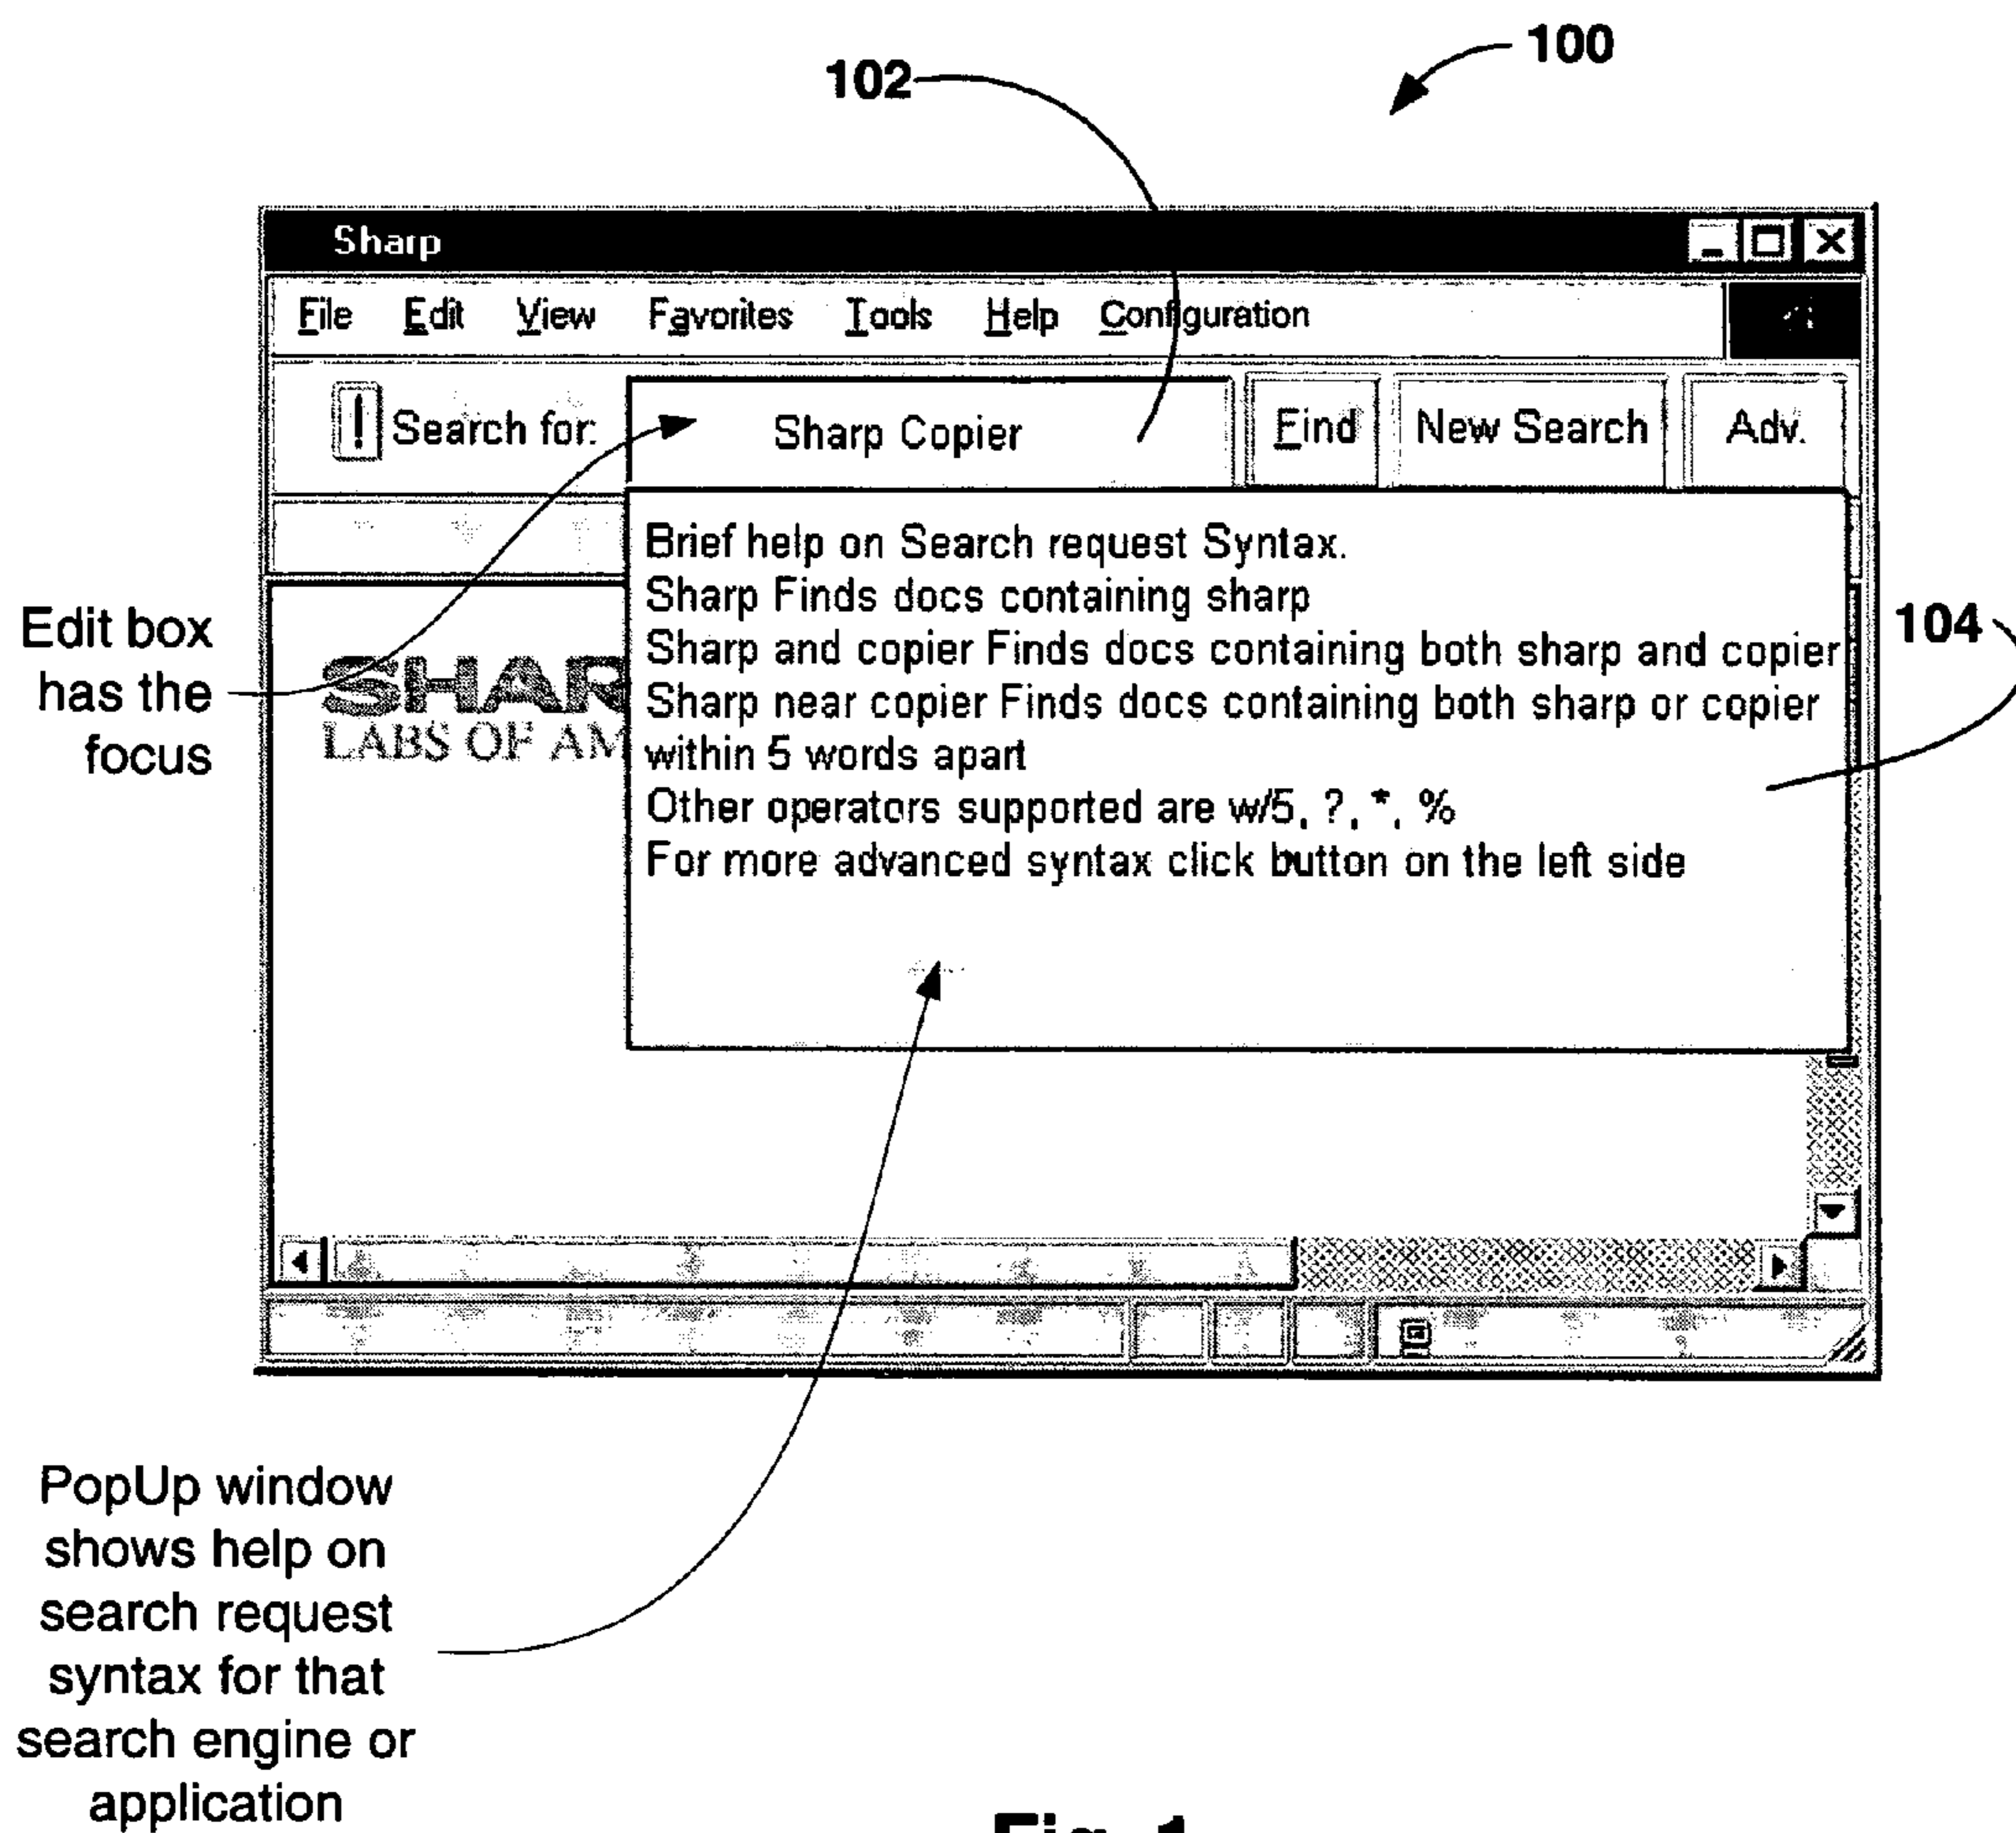 100
102
Sharp
File Edit View Favorites Tools Help Configuration
! Search for: Sharp Copier Find New Search Adv.
Brief help on Search request Syntax.
Sharp Finds docs containing sharp
Sharp and copier Finds docs containing both sharp and copier
Sharp near copier Finds docs containing both sharp or copier
within 5 words apart
Other operators supported are w/5, ?, *, %
For more advanced syntax click button on the left side
104
Edit box
has the
focus
SHAR
LABS OF AM
PopUp window
shows help on
search request
syntax for that
search engine or
application
Fig. 1